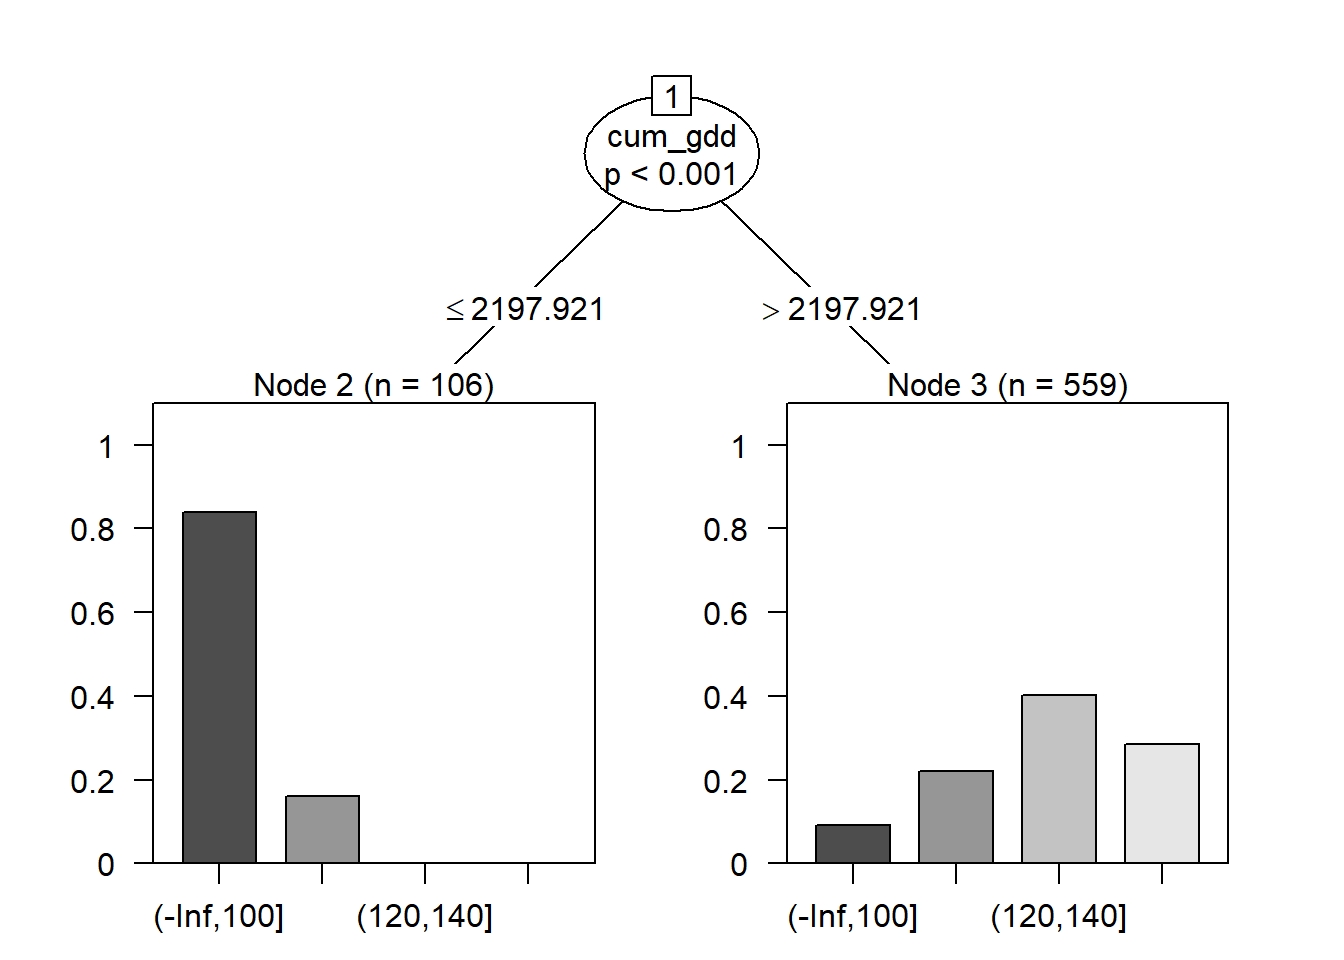 1
cum_gdd
p < 0.001
≤ 2197.921
> 2197.921
Node 2 (n = 106)
Node 3 (n = 559)
1
0.8
0.6
0.4
0.2
0
(-Inf,100]
(120,140]
1
0.8
0.6
0.4
0.2
0
(-Inf,100]
(120,140]